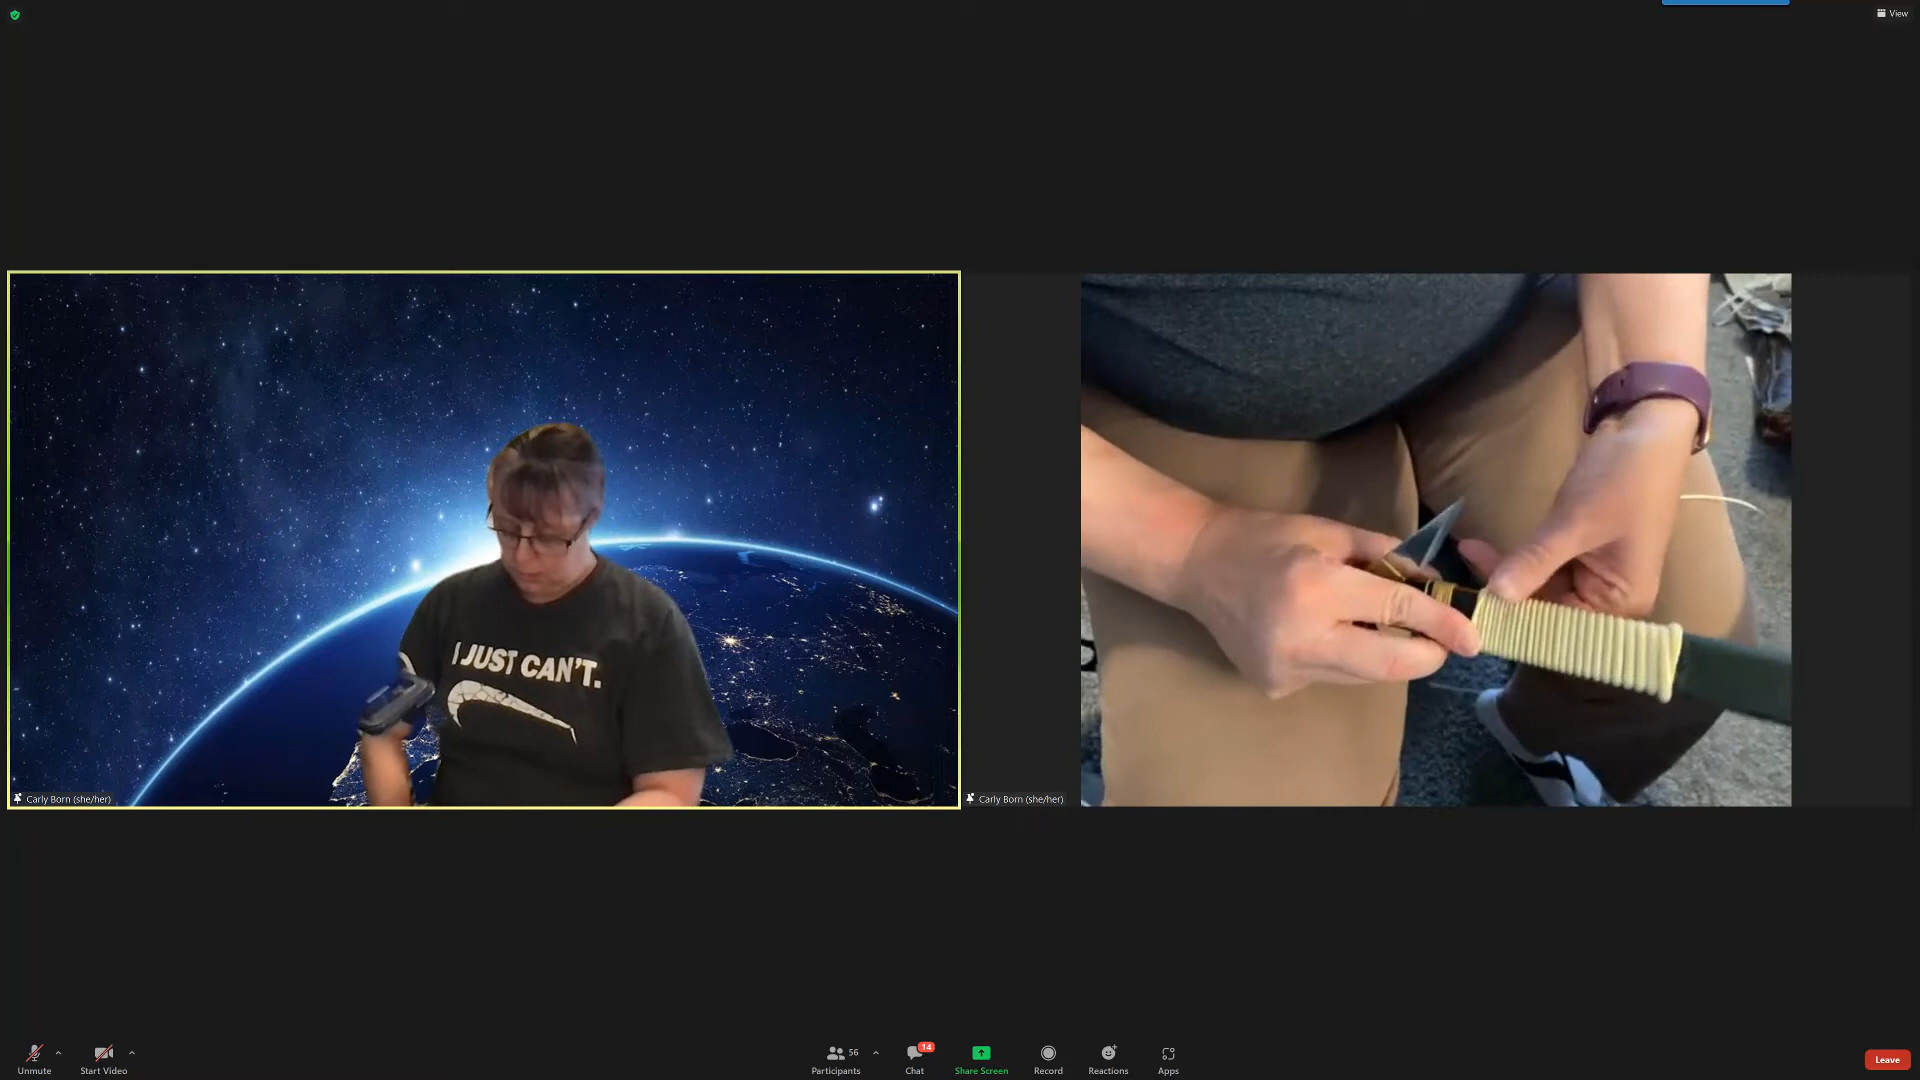 View
I JUST CAN'T.
Carly Born (she/her)
Carly Born (she/her)
Unmute
Start Video
56
Participants
14
Chat
Share Screen
Record
Reactions
Apps
Leave